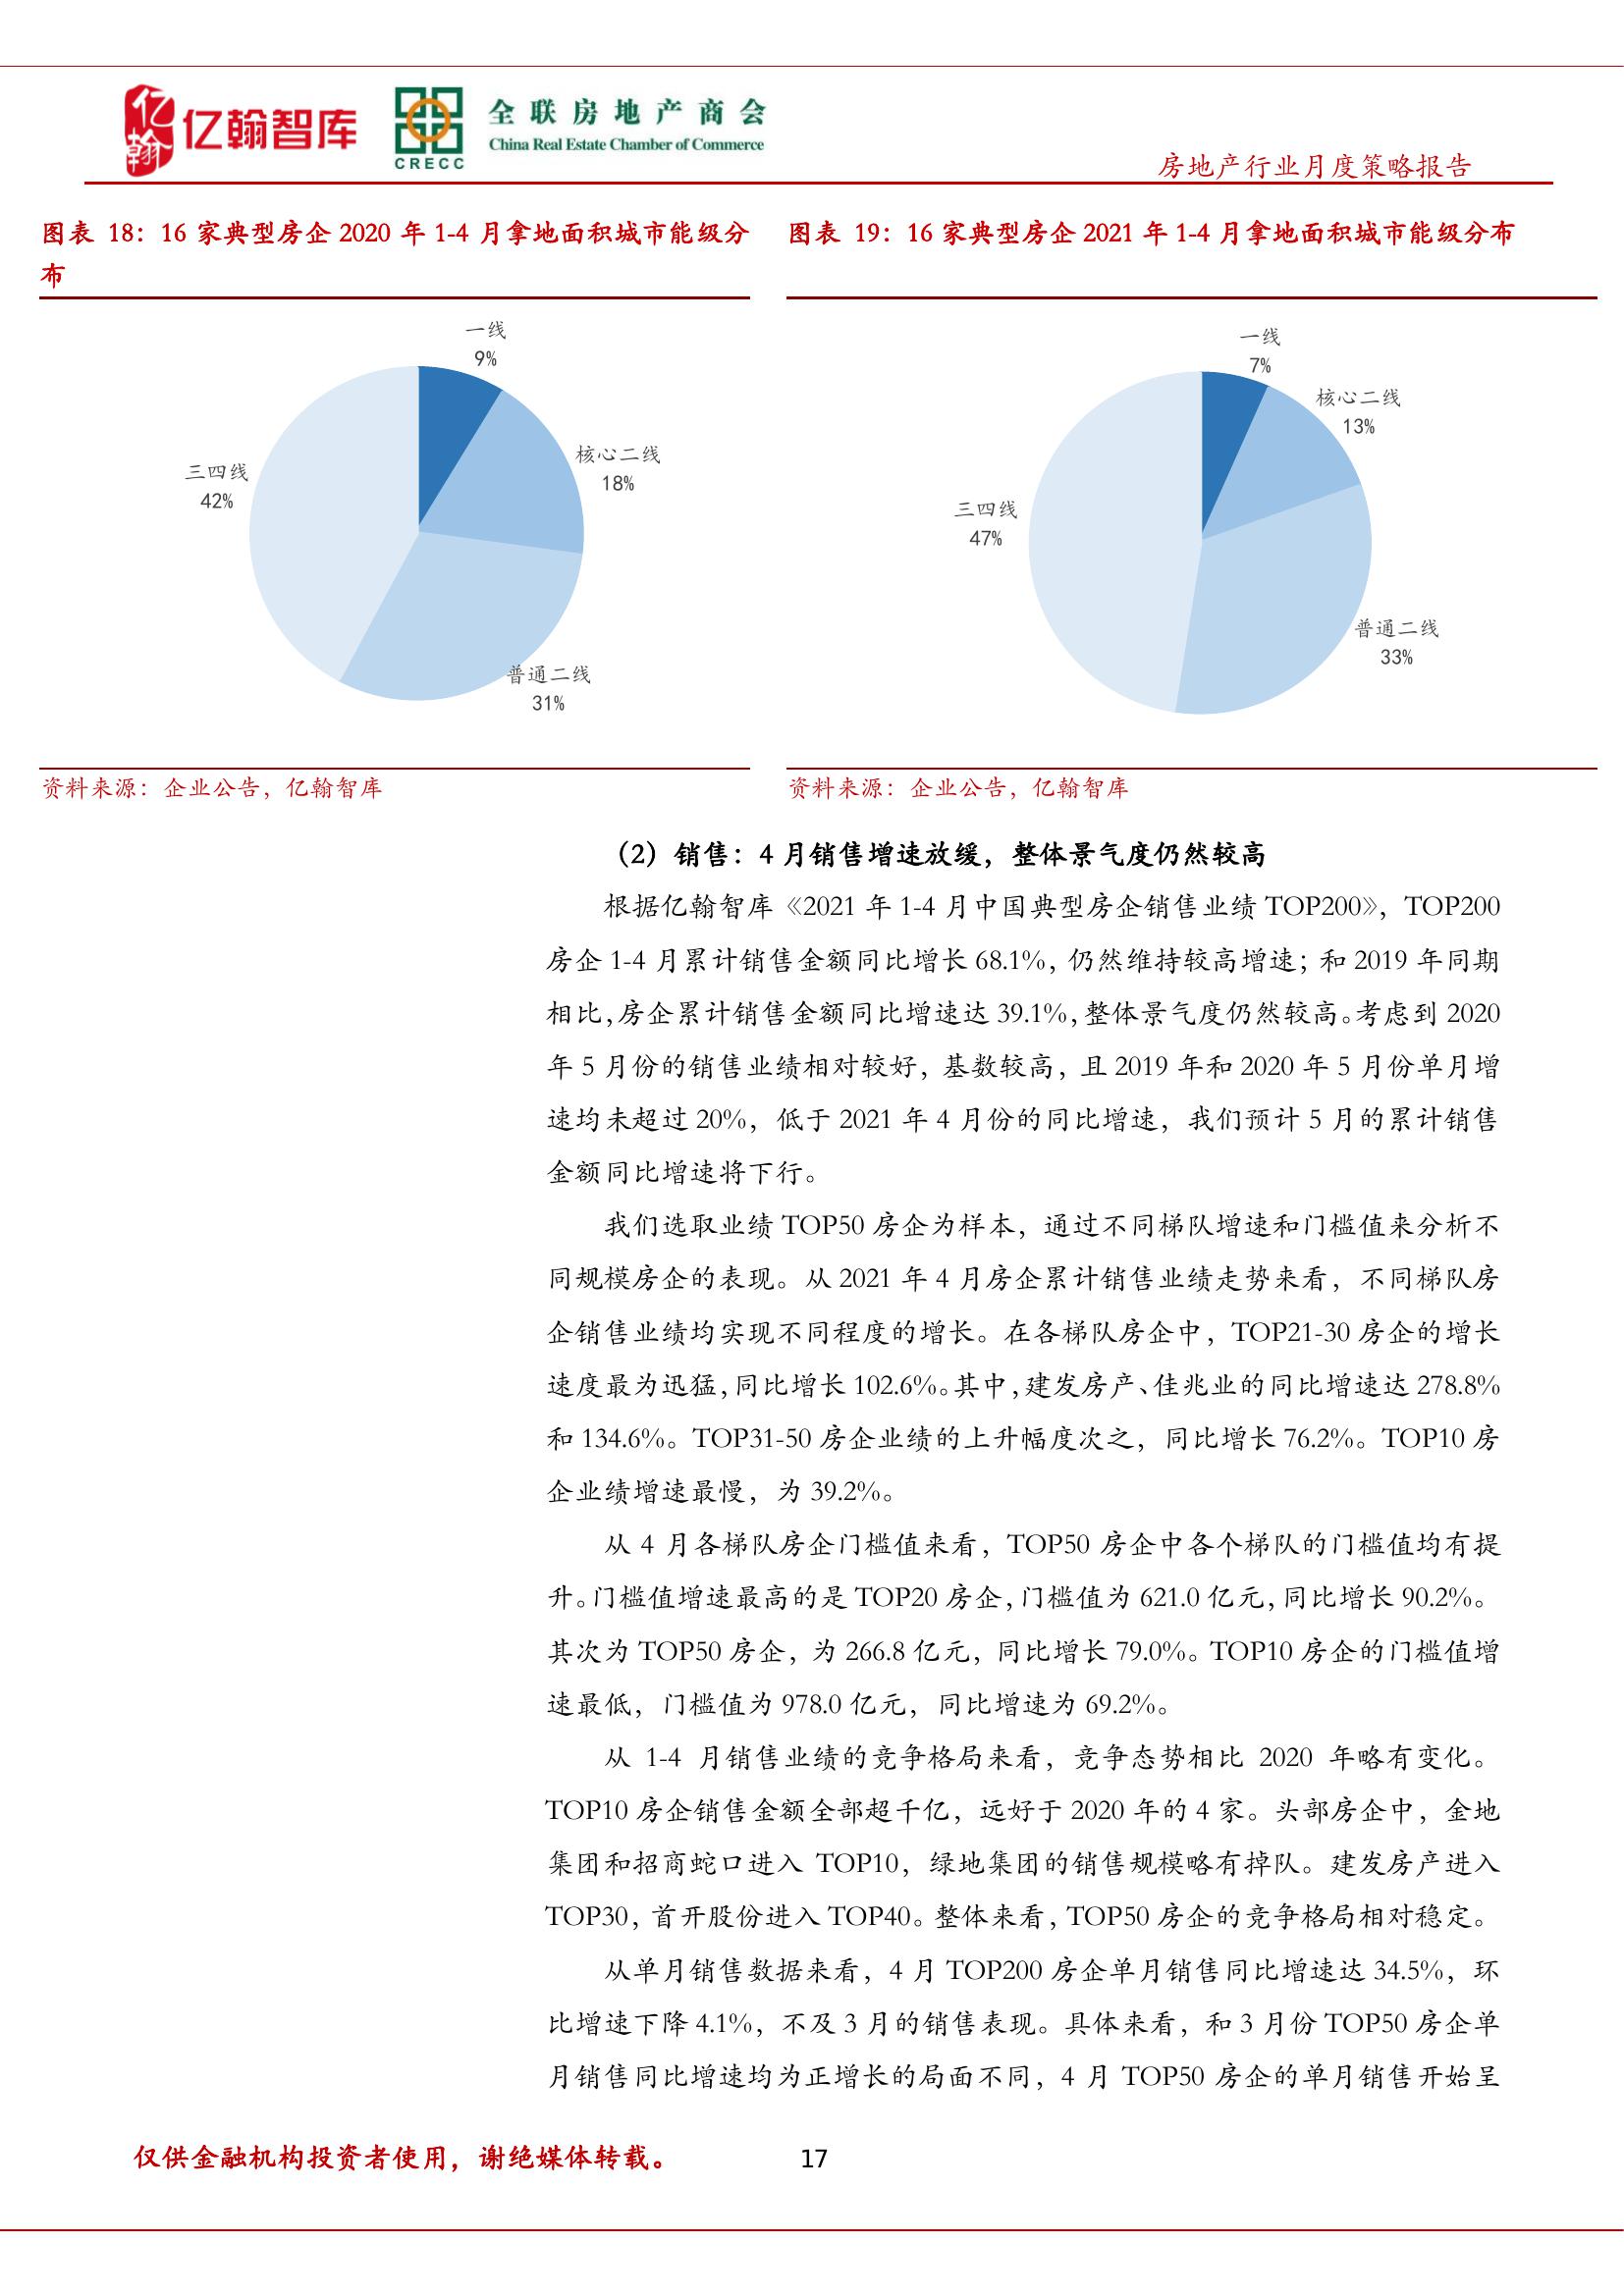 亿翰 亿翰智库
CRECC
全联房地产商会
China Real Estate Chamber of Commerce
房地产行业月度策略报告
图表 18：16 家典型房企 2020 年 1-4 月拿地面积城市能级分
布
一线
9%
核心二线
18%
普通二线
31%
三四线
42%
资料来源：企业公告，亿翰智库
图表 19：16 家典型房企 2021 年 1-4 月拿地面积城市能级分布
一线
7%
核心二线
13%
普通二线
33%
三四线
47%
资料来源：企业公告，亿翰智库
（2）销售：4 月销售增速放缓，整体景气度仍然较高
根据亿翰智库《2021 年 1-4 月中国典型房企销售业绩 TOP200》，TOP200
房企 1-4 月累计销售金额同比增长 68.1%，仍然维持较高增速；和 2019 年同期
相比，房企累计销售金额同比增速达 39.1%，整体景气度仍然较高。考虑到 2020
年 5 月份的销售业绩相对较好，基数较高，且 2019 年和 2020 年 5 月份单月增
速均未超过 20%，低于 2021 年 4 月份的同比增速，我们预计 5 月的累计销售
金额同比增速将下行。
我们选取业绩 TOP50 房企为样本，通过不同梯队增速和门槛值来分析不
同规模房企的表现。从 2021 年 4 月房企累计销售业绩走势来看，不同梯队房
企销售业绩均实现不同程度的增长。在各梯队房企中，TOP21-30 房企的增长
速度最为迅猛，同比增长 102.6%。其中，建发房产、佳兆业的同比增速达 278.8%
和 134.6%。TOP31-50 房企业绩的上升幅度次之，同比增长 76.2%。TOP10 房
企业绩增速最慢，为 39.2%。
从 4 月各梯队房企门槛值来看，TOP50 房企中各个梯队的门槛值均有提
升。门槛值增速最高的是 TOP20 房企，门槛值为 621.0 亿元，同比增长 90.2%。
其次为 TOP50 房企，为 266.8 亿元，同比增长 79.0%。TOP10 房企的门槛值增
速最低，门槛值为 978.0 亿元，同比增速为 69.2%。
从 1-4 月销售业绩的竞争格局来看，竞争态势相比 2020 年略有变化。
TOP10 房企销售金额全部超千亿，远好于 2020 年的 4 家。头部房企中，金地
集团和招商蛇口进入 TOP10，绿地集团的销售规模略有掉队。建发房产进入
TOP30，首开股份进入 TOP40。整体来看，TOP50 房企的竞争格局相对稳定。
从单月销售数据来看，4 月 TOP200 房企单月销售同比增速达 34.5%，环
比增速下降 4.1%，不及 3 月的销售表现。具体来看，和 3 月份 TOP50 房企单
月销售同比增速均为正增长的局面不同，4 月 TOP50 房企的单月销售开始呈
仅供金融机构投资者使用，谢绝媒体转载。
17